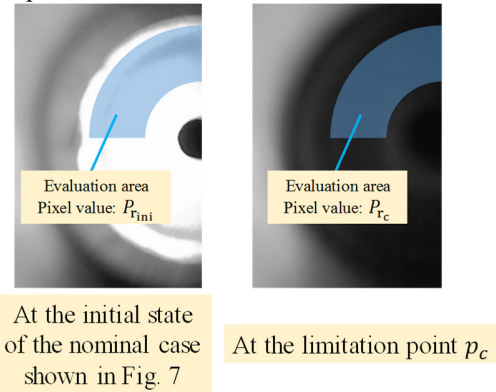 Evaluation area
Pixel value: P_{r_{ini}}
Evaluation area
Pixel value: P_{r_c}
At the initial state
of the nominal case
shown in Fig. 7
At the limitation point p_c